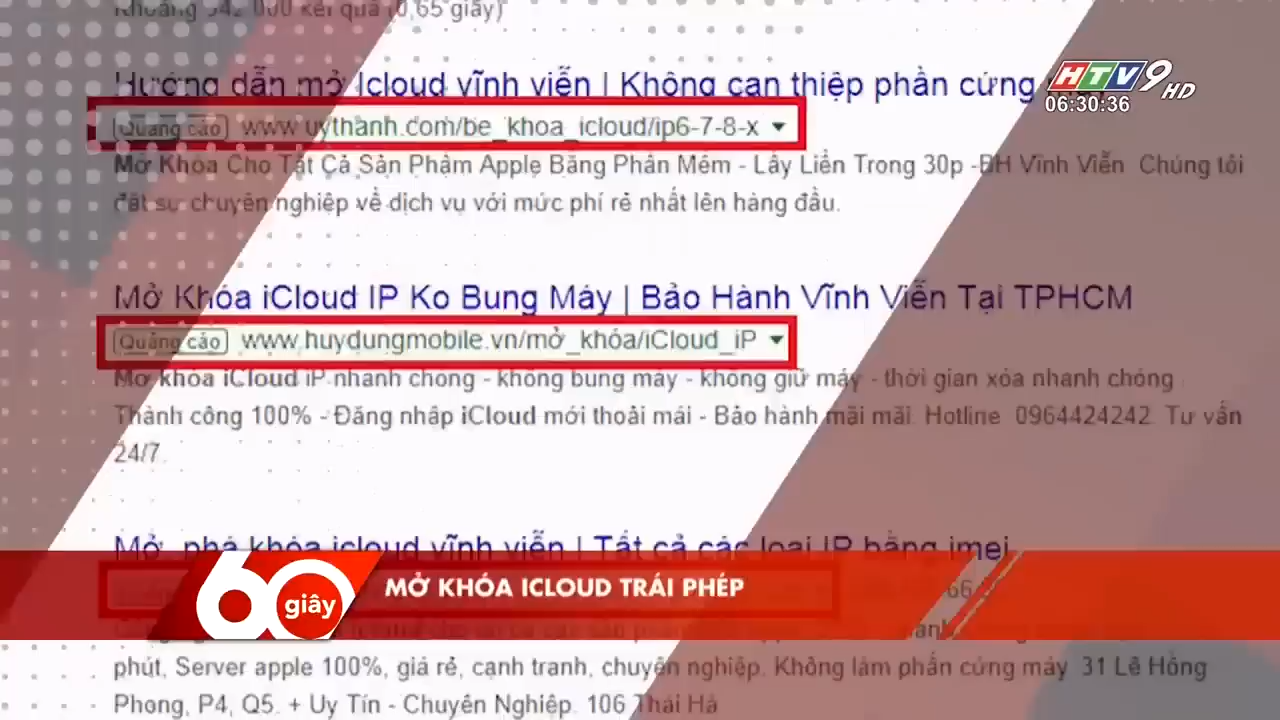 Khoảng 542 000 kết quả (0,65 giây)
HTV9 HD
06:30:36
Hướng dẫn mở Icloud vĩnh viễn | Không can thiệp phần cứng
Quảng cáo www.uythanh.com/be_khoa_icloud/ip6-7-8-x
Mở Khóa Cho Tất Cả Sản Phẩm Apple Bằng Phần Mềm - Lấy Liền Trong 30p -BH Vĩnh Viễn Chúng tôi
đặt sự chuyên nghiệp về dịch vụ với mức phí rẻ nhất lên hàng đầu.
Mở Khóa iCloud IP Ko Bung Máy | Bảo Hành Vĩnh Viễn Tại TPHCM
Quảng cáo www.huydungmobile.vn/mở_khóa/iCloud_iP
Mở khóa iCloud iP nhanh chóng - không bung máy - không giữ máy - thời gian xóa nhanh chóng
Thành công 100% - Đăng nhập iCloud mới thoải mái - Bảo hành mãi mãi. Hotline 0964424242. Tư vấn
24/7.
Mở, phá khóa icloud vĩnh viễn | Tất cả các loại IP bằng imei
60 giây
MỞ KHÓA ICLOUD TRÁI PHÉP
phút, Server apple 100%, giá rẻ, cạnh tranh, chuyên nghiệp. Không làm phần cứng máy 31 Lê Hồng
Phong, P4, Q5. + Uy Tín - Chuyên Nghiệp. 106 Thái Hà